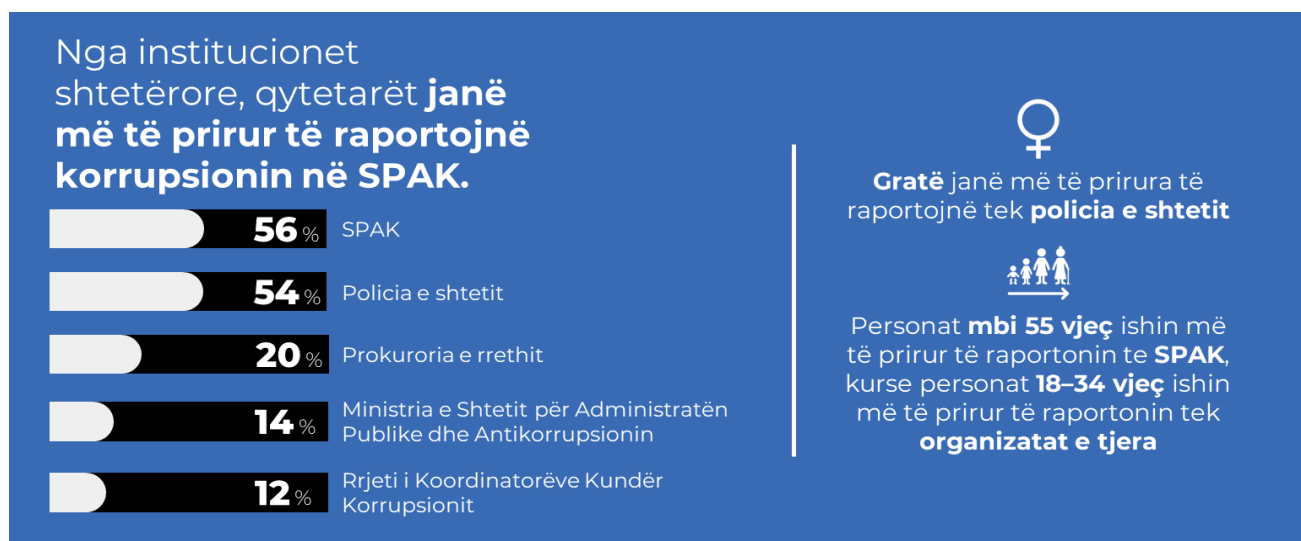 Nga institucionet
shtetërore, qytetarët janë
më të prirur të raportojnë
korrupsionin në SPAK.
56 % SPAK
54 % Policia e shtetit
20 % Prokuroria e rrethit
14 % Ministria e Shtetit për Administratën
Publike dhe Antikorrupsionin
12 % Rrjeti i Koordinatorëve Kundër
Korrupsionit
Gratë janë më të prirura të
raportojnë tek policia e shtetit
Personat mbi 55 vjeç ishin më
të prirur të raportonin te SPAK,
kurse personat 18–34 vjeç ishin
më të prirur të raportonin tek
organizatat e tjera